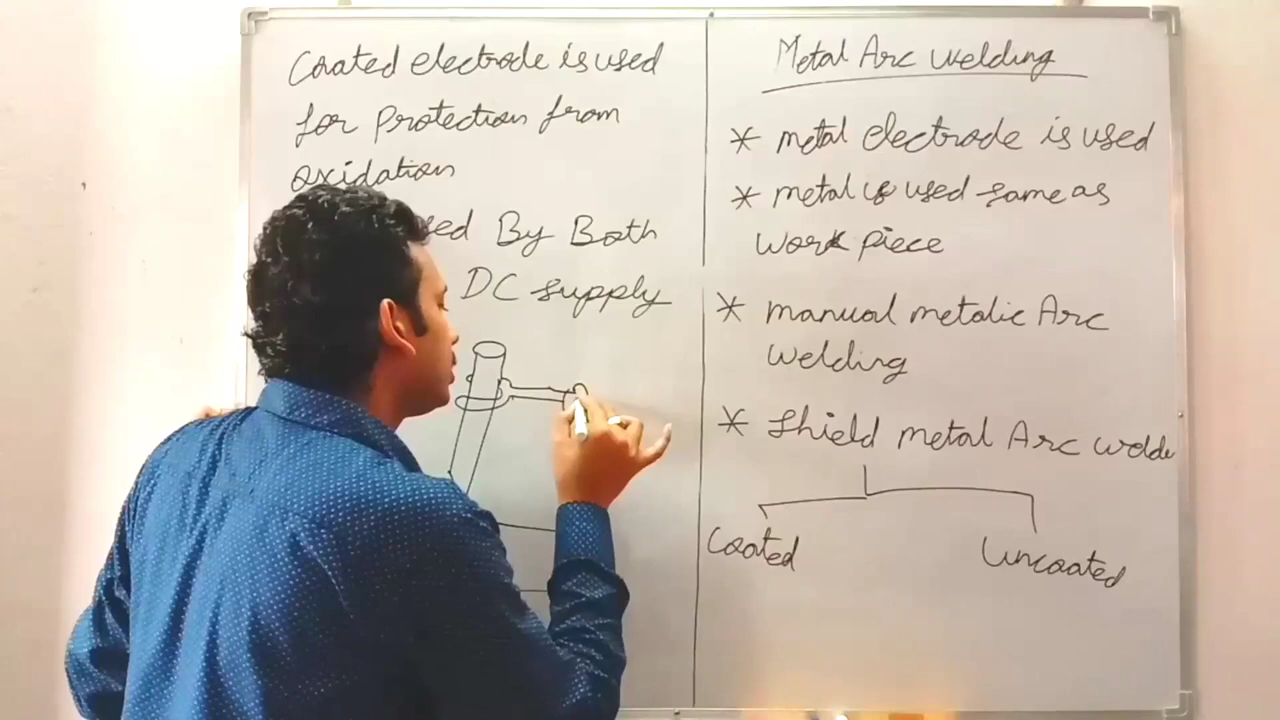 Coated electrode is used
for protection from
oxidation
By Both
DC supply
Metal Arc welding
* metal electrode is used
* metal is used same as
work piece
* manual metalic Arc
welding
* shield metal Arc welde
Coated
Uncoated